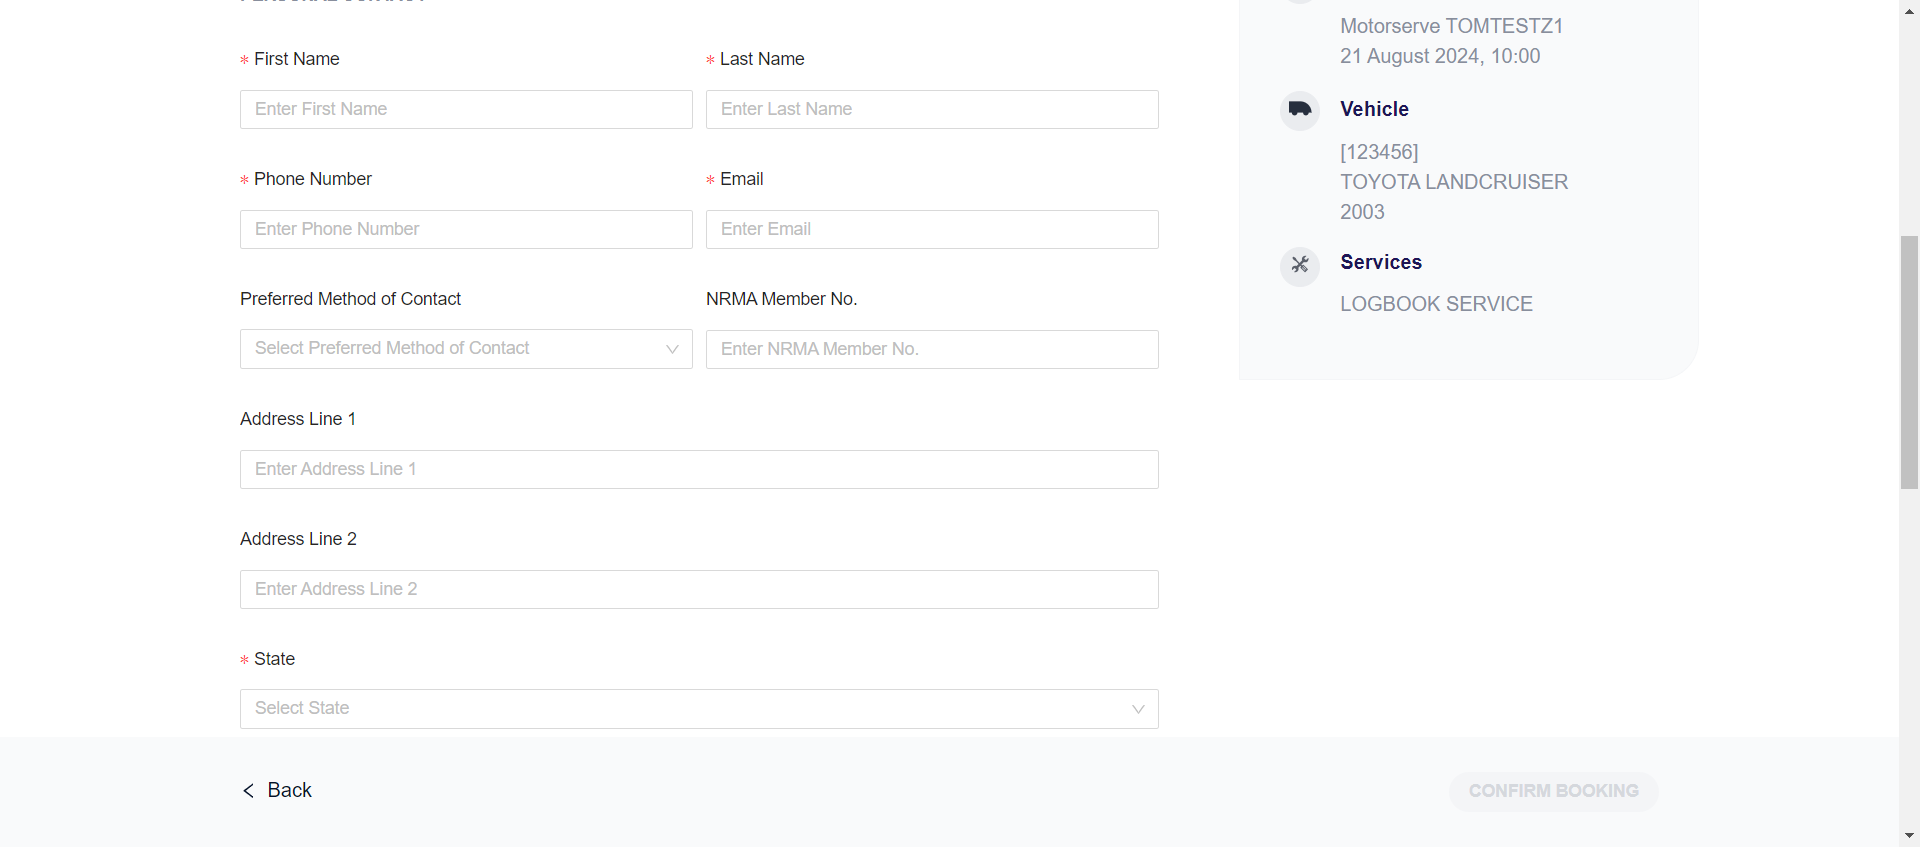 * First Name
* Last Name
Enter First Name
Enter Last Name
* Phone Number
* Email
Enter Phone Number
Enter Email
Preferred Method of Contact
NRMA Member No.
Select Preferred Method of Contact
Enter NRMA Member No.
Address Line 1
Enter Address Line 1
Address Line 2
Enter Address Line 2
* State
Select State
Motorserve TOMTESTZ1
21 August 2024, 10:00
Vehicle
[123456]
TOYOTA LANDCRUISER
2003
Services
LOGBOOK SERVICE
Back
CONFIRM BOOKING